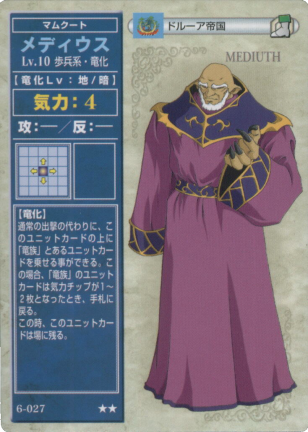 マムクート
メディウス
Lv.10 歩兵系・竜化
【竜化Lv：地/暗】
気力：4
攻：―／反：―
【竜化】
通常の出撃の代わりに、こ
のユニットカードの上に
「竜族」とあるユニットカー
ドを乗せる事ができる。こ
の場合、「竜族」のユニット
カードは気力チップが1～
2枚となったとき、手札に
戻る。
この時、このユニットカー
ドは場に残る。
6-027 ★★
ドルーア帝国
MEDIUTH